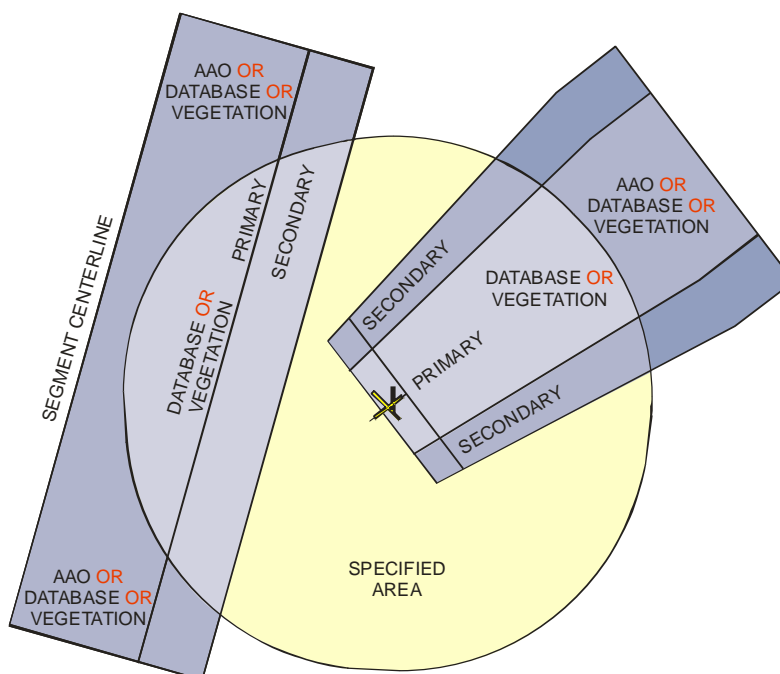 AAO OR
DATABASE OR
VEGETATION
SEGMENT CENTERLINE
PRIMARY
SECONDARY
DATABASE OR
VEGETATION
AAO OR
DATABASE OR
VEGETATION
SECONDARY
AAO OR
DATABASE OR
VEGETATION
DATABASE OR
VEGETATION
PRIMARY
SECONDARY
SPECIFIED
AREA